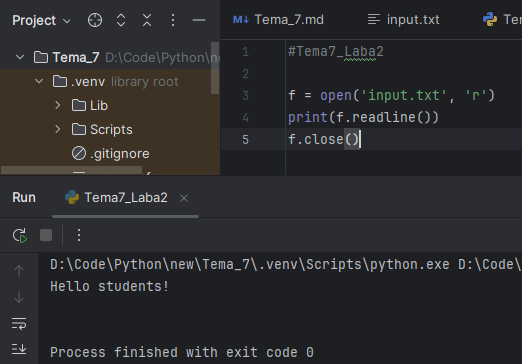 Project
Tema_7.md
input.txt
Tema_7 D:\Code\Python\new
.venv library root
Lib
Scripts
.gitignore
1 #Tema7_Laba2
2
3 f = open('input.txt', 'r')
4 print(f.readline())
5 f.close()
Run
Tema7_Laba2
D:\Code\Python\new\Tema_7\.venv\Scripts\python.exe D:\Code\
Hello students!
Process finished with exit code 0